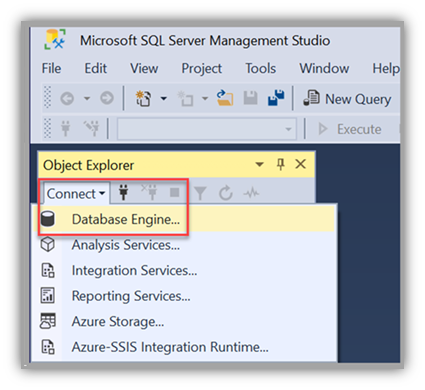 Microsoft SQL Server Management Studio
File Edit View Project Tools Window Help
New Query
Execute
Object Explorer
Connect
Database Engine...
Analysis Services...
Integration Services...
Reporting Services...
Azure Storage...
Azure-SSIS Integration Runtime...